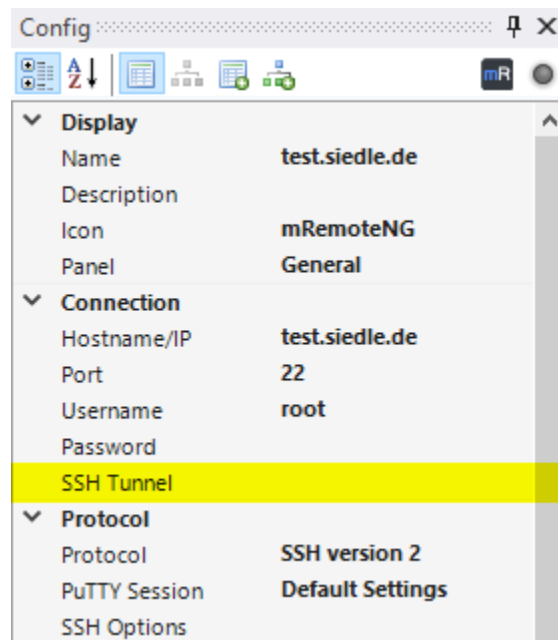 Config
A
Z
mR
Display
Name test.siedle.de
Description
Icon mRemoteNG
Panel General
Connection
Hostname/IP test.siedle.de
Port 22
Username root
Password
SSH Tunnel
Protocol
Protocol SSH version 2
PuTTY Session Default Settings
SSH Options